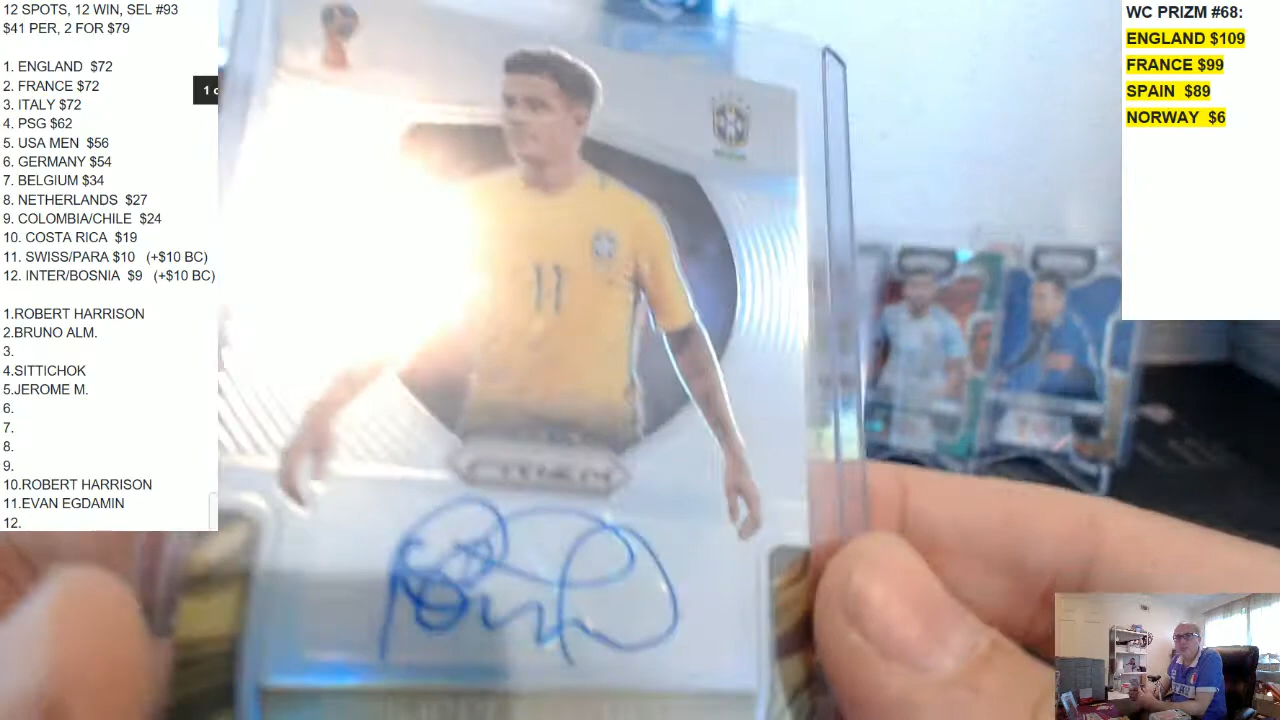 12 SPOTS, 12 WIN, SEL #93
$41 PER, 2 FOR $79
1. ENGLAND $72
2. FRANCE $72
3. ITALY $72
4. PSG $62
5. USA MEN $56
6. GERMANY $54
7. BELGIUM $34
8. NETHERLANDS $27
9. COLOMBIA/CHILE $24
10. COSTA RICA $19
11. SWISS/PARA $10 (+$10 BC)
12. INTER/BOSNIA $9 (+$10 BC)
1.ROBERT HARRISON
2.BRUNO ALM.
3.
4.SITTICHOK
5.JEROME M.
6.
7.
8.
9.
10.ROBERT HARRISON
11.EVAN EGDAMIN
12.
1
11
PRIZM
WC PRIZM #68:
ENGLAND $109
FRANCE $99
SPAIN $89
NORWAY $6